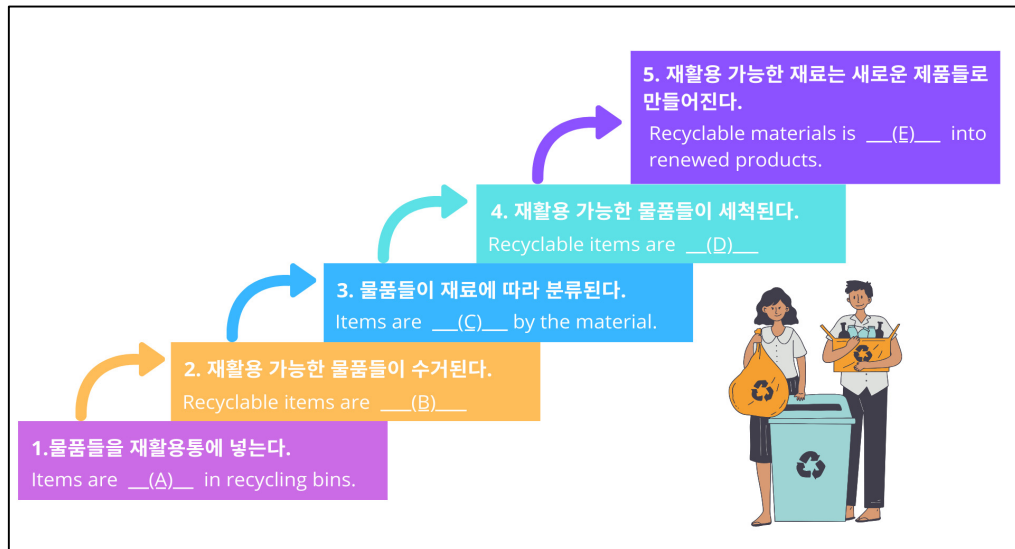 5. 재활용 가능한 재료는 새로운 제품들로
만들어진다.
Recyclable materials is ___(E)___ into
renewed products.
4. 재활용 가능한 물품들이 세척된다.
Recyclable items are __(D)___
3. 물품들이 재료에 따라 분류된다.
Items are ___(C)___ by the material.
2. 재활용 가능한 물품들이 수거된다.
Recyclable items are ___(B)___
1.물품들을 재활용통에 넣는다.
Items are __(A)__ in recycling bins.